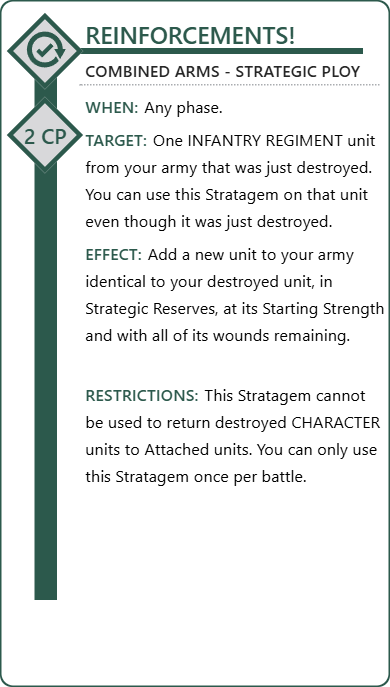 REINFORCEMENTS!
COMBINED ARMS - STRATEGIC PLOY
WHEN: Any phase.
2 CP
TARGET: One INFANTRY REGIMENT unit
from your army that was just destroyed.
You can use this Stratagem on that unit
even though it was just destroyed.
EFFECT: Add a new unit to your army
identical to your destroyed unit, in
Strategic Reserves, at its Starting Strength
and with all of its wounds remaining.
RESTRICTIONS: This Stratagem cannot
be used to return destroyed CHARACTER
units to Attached units. You can only use
this Stratagem once per battle.